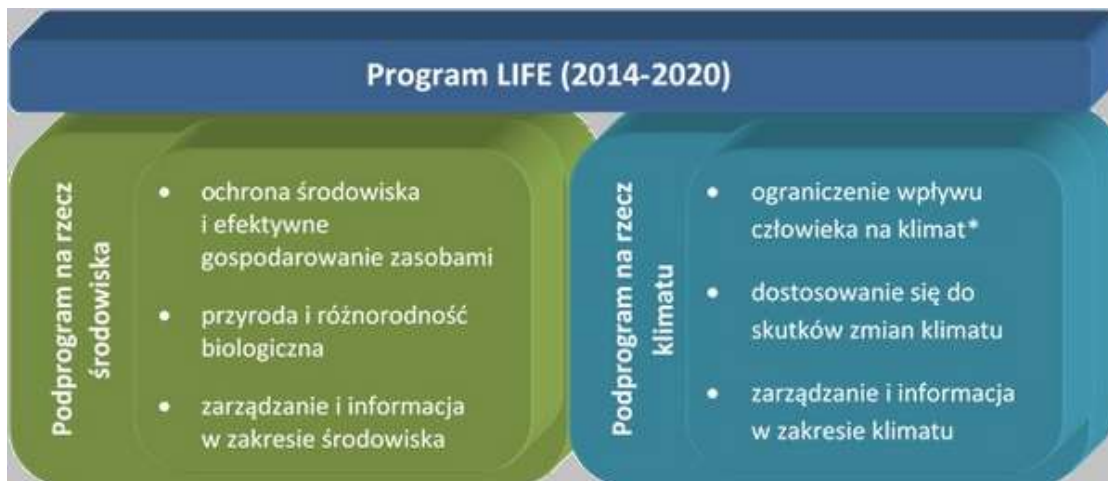 Program LIFE (2014-2020)
Podprogram na rzecz
środowiska
• ochrona środowiska
i efektywne
gospodarowanie zasobami
• przyroda i różnorodność
biologiczna
• zarządzanie i informacja
w zakresie środowiska
Podprogram na rzecz
klimatu
• ograniczenie wpływu
człowieka na klimat*
• dostosowanie się do
skutków zmian klimatu
• zarządzanie i informacja
w zakresie klimatu